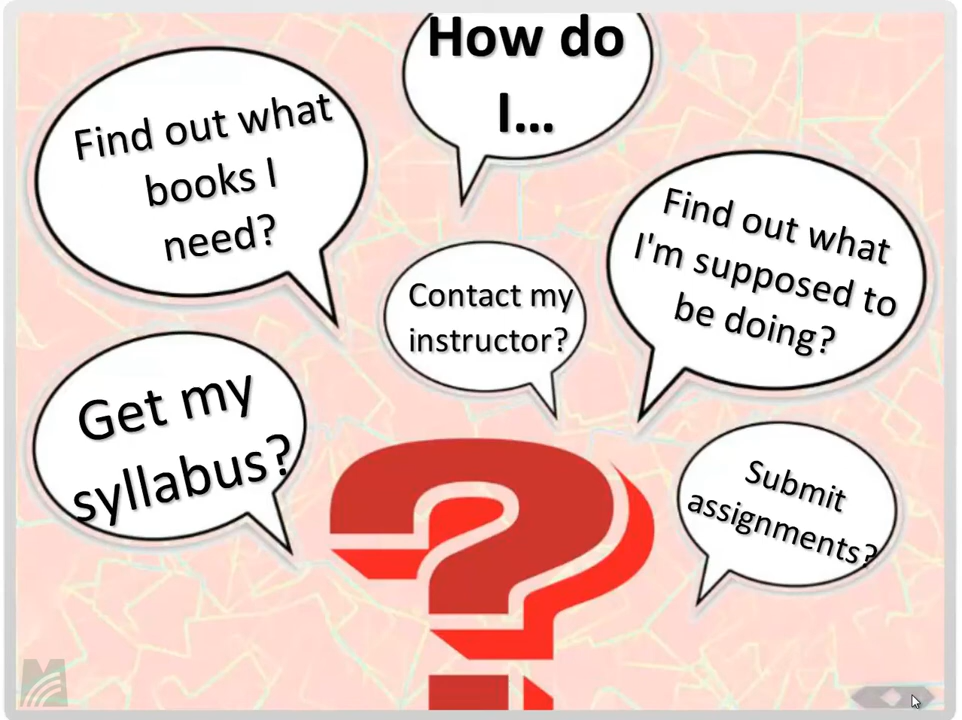 How do
I...
Find out what
books I
need?
Find out what
I'm supposed to
be doing?
Contact my
instructor?
Get my
syllabus?
Submit
assignments?